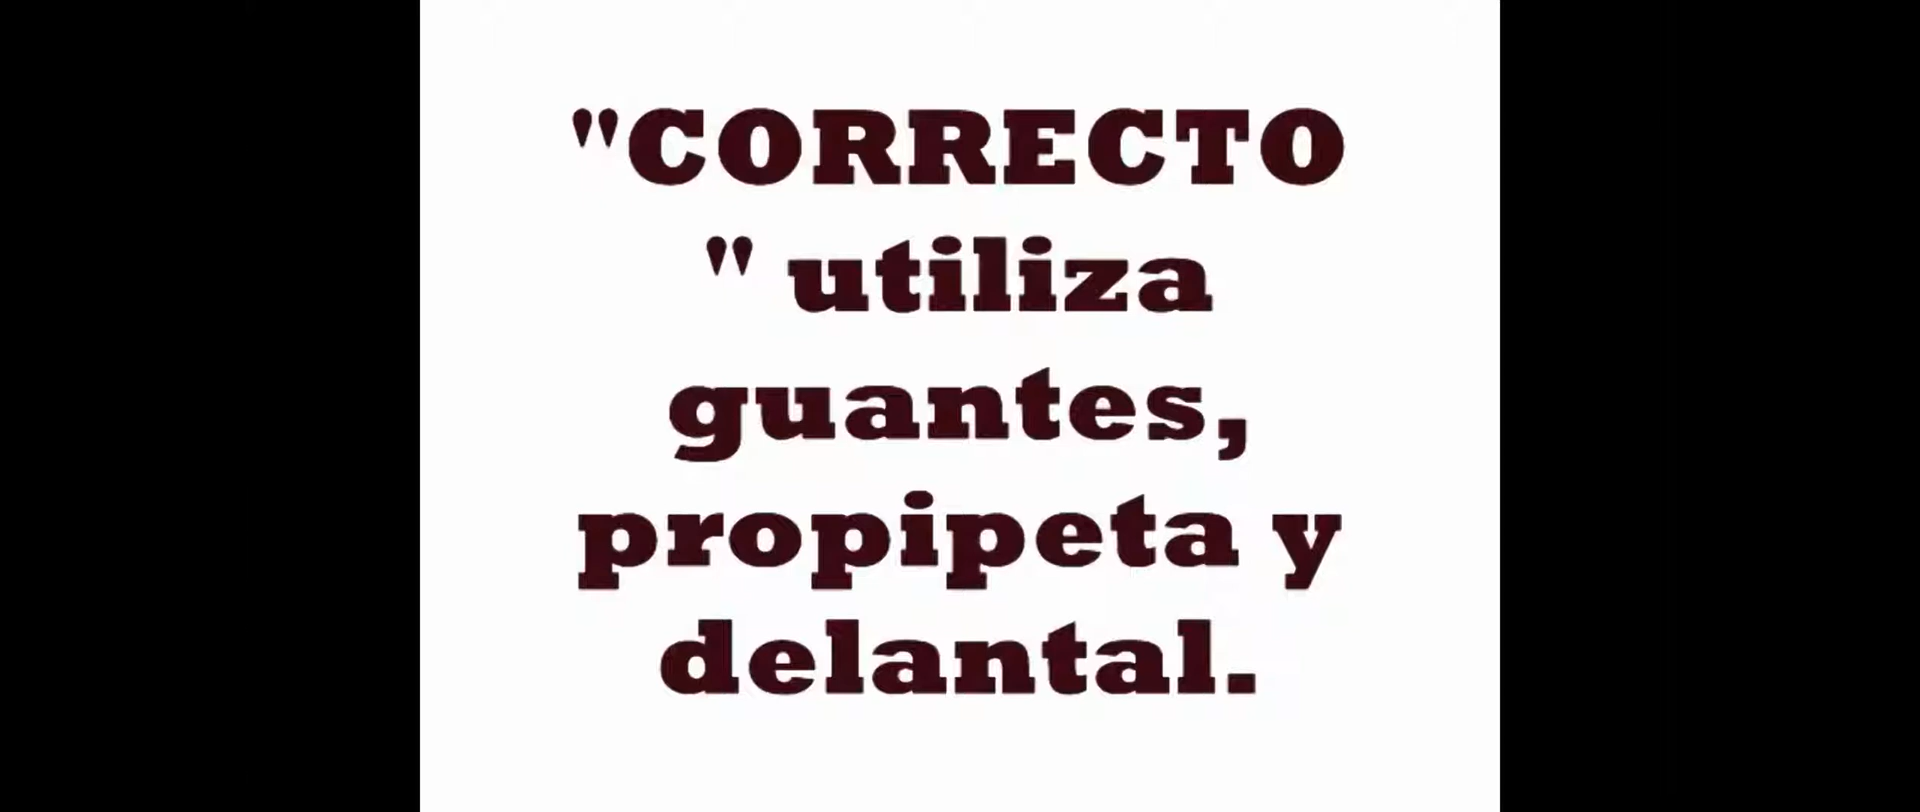 "CORRECTO
" utiliza
guantes,
propipeta y
delantal.